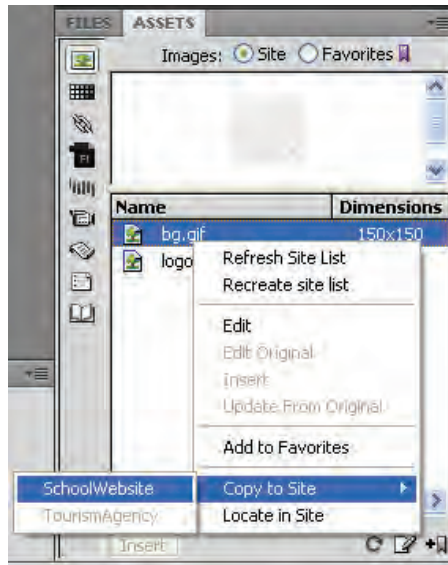 FILES ASSETS
Images: Site Favorites
Name Dimensions
bg.gif 150x150
logo
Refresh Site List
Recreate site list
Edit
Edit Original
Insert
Update From Original
Add to Favorites
Copy to Site
SchoolWebsite
TourismAgency
Locate in Site
Insert